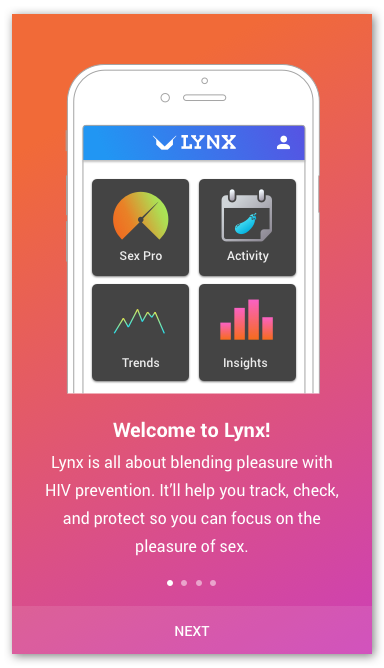 LYNX
Sex Pro
Activity
Trends
Insights
Welcome to Lynx!
Lynx is all about blending pleasure with
HIV prevention. It’ll help you track, check,
and protect so you can focus on the
pleasure of sex.
NEXT